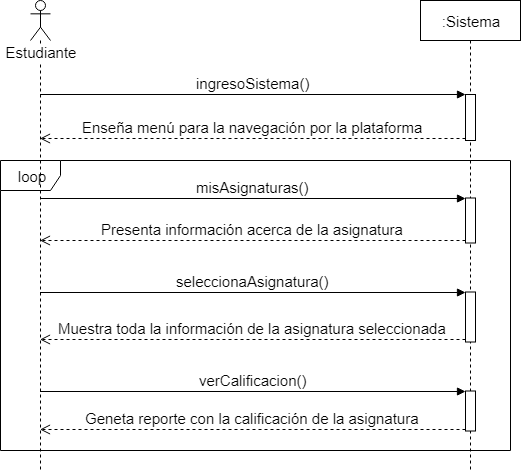 Estudiante
:Sistema
ingresoSistema()
Enseña menú para la navegación por la plataforma
loop
misAsignaturas()
Presenta información acerca de la asignatura
seleccionaAsignatura()
Muestra toda la información de la asignatura seleccionada
verCalificacion()
Geneta reporte con la calificación de la asignatura